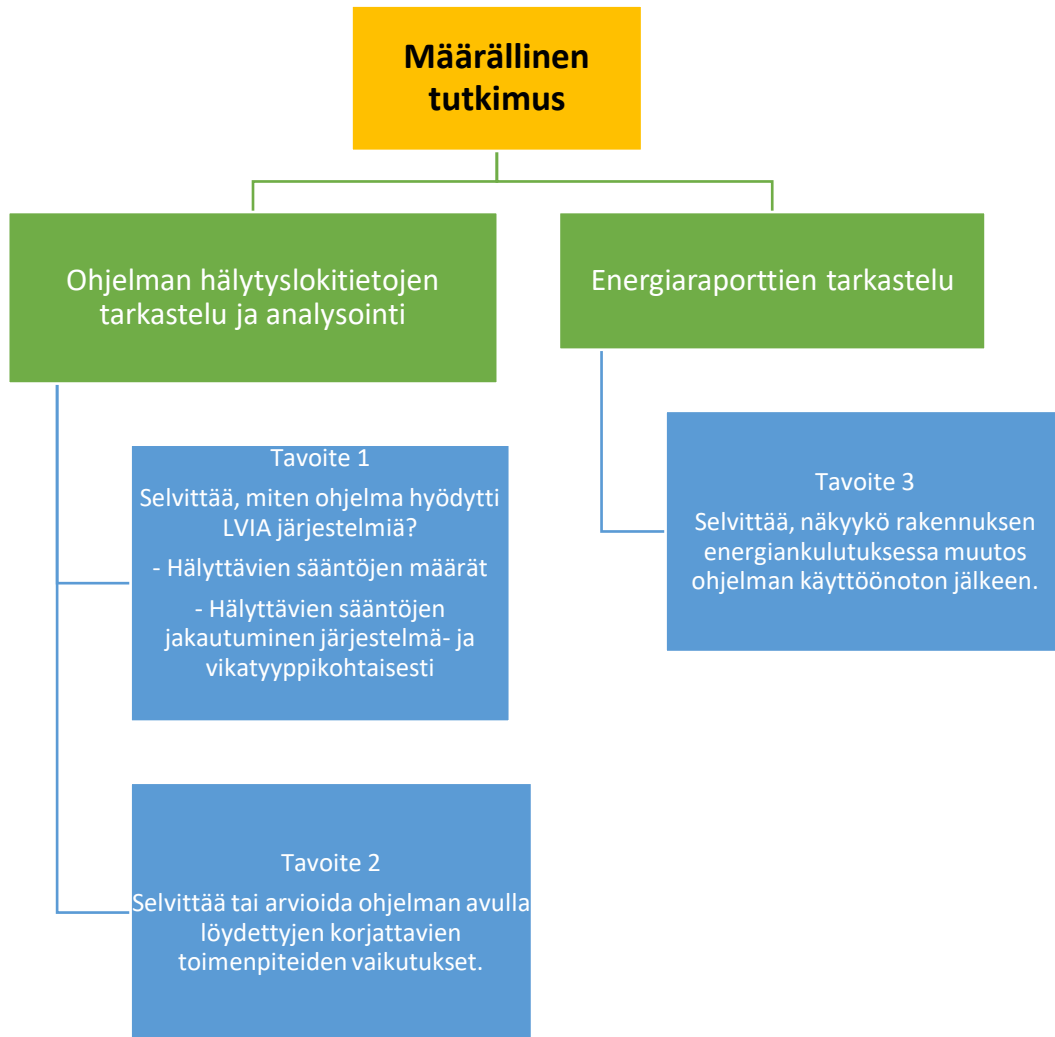 Määrällinen
tutkimus
Ohjelman hälytyslokitietojen
tarkastelu ja analysointi
Energiaraporttien tarkastelu
Tavoite 1
Selvittää, miten ohjelma hyödytti
LVIA järjestelmiä?
- Hälyttävien sääntöjen määrät
- Hälyttävien sääntöjen
jakautuminen järjestelmä- ja
vikatyyppikohtaisesti
Tavoite 3
Selvittää, näkyykö rakennuksen
energiankulutuksessa muutos
ohjelman käyttöönoton jälkeen.
Tavoite 2
Selvittää tai arvioida ohjelman avulla
löydettyjen korjattavien
toimenpiteiden vaikutukset.